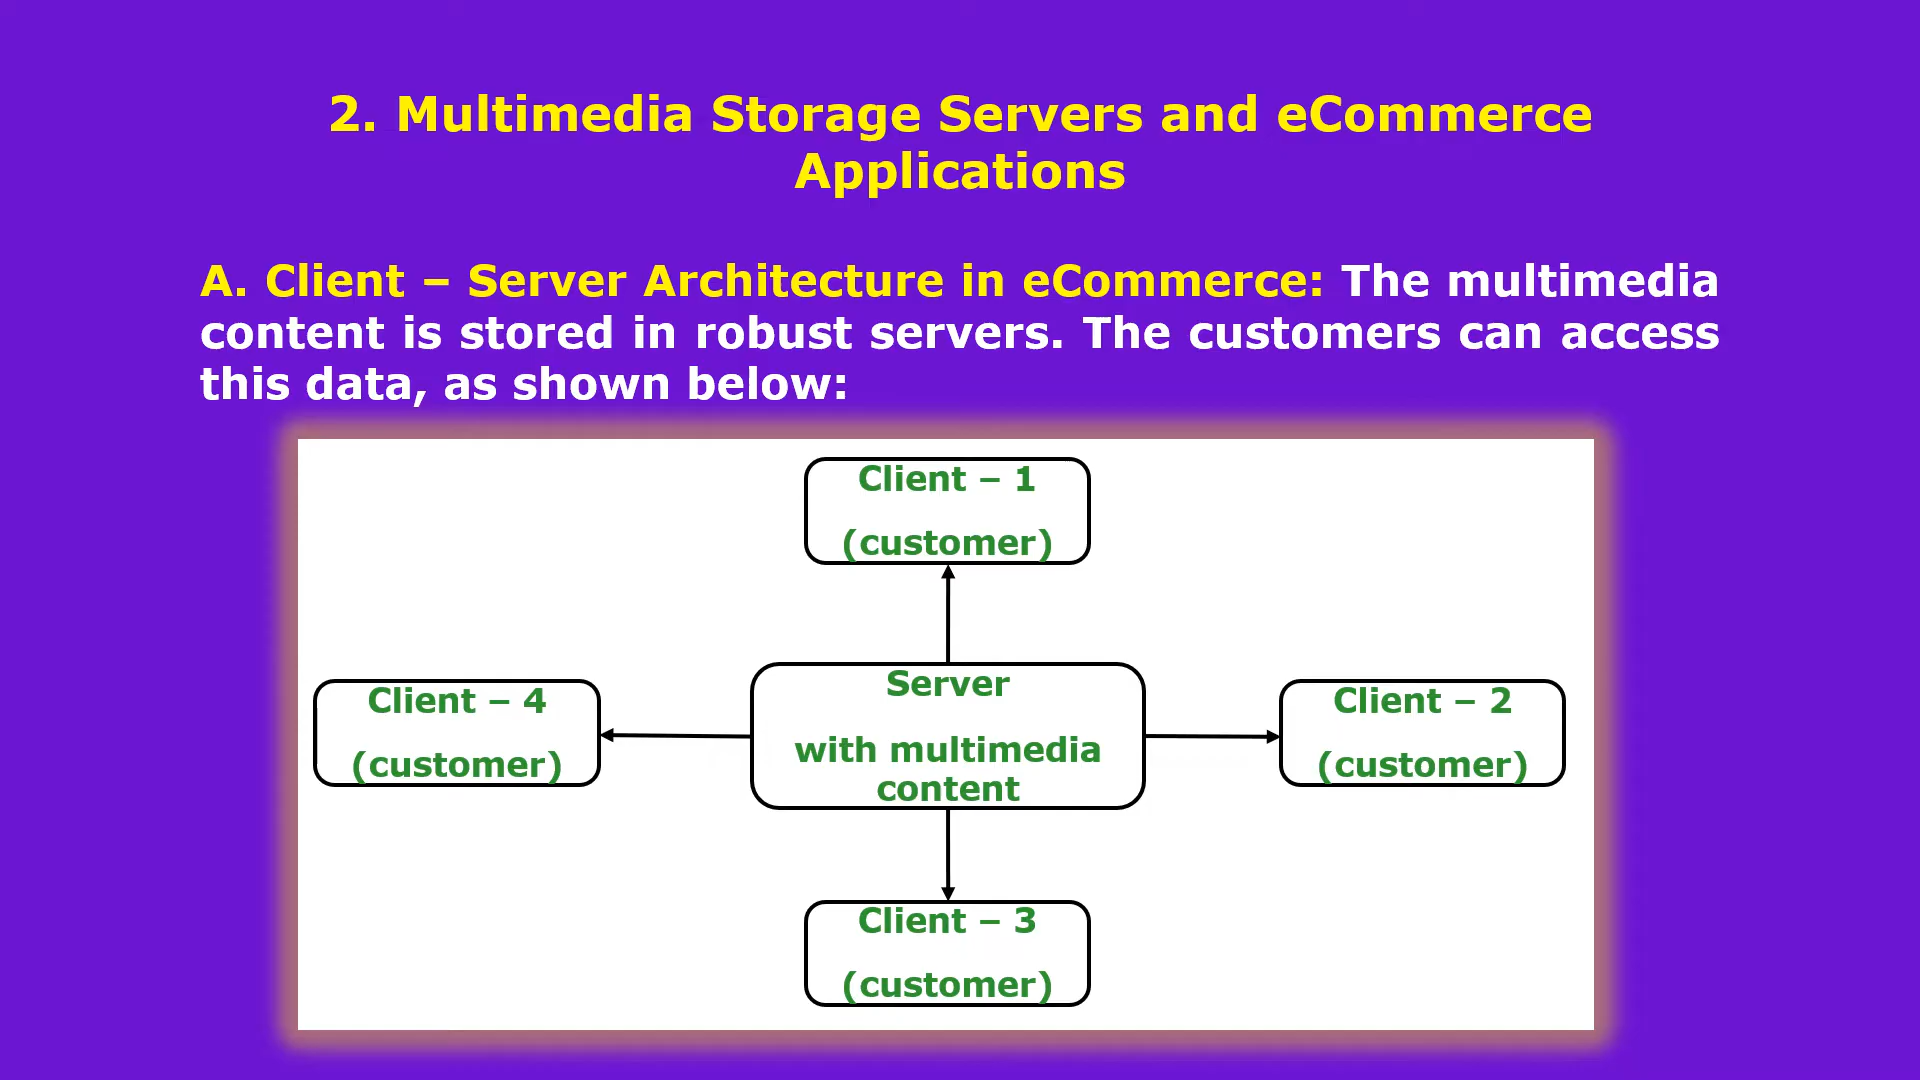 2. Multimedia Storage Servers and eCommerce
Applications
A. Client – Server Architecture in eCommerce: The multimedia
content is stored in robust servers. The customers can access
this data, as shown below:
Client – 1
(customer)
Client – 4
(customer)
Server
with multimedia
content
Client – 2
(customer)
Client – 3
(customer)